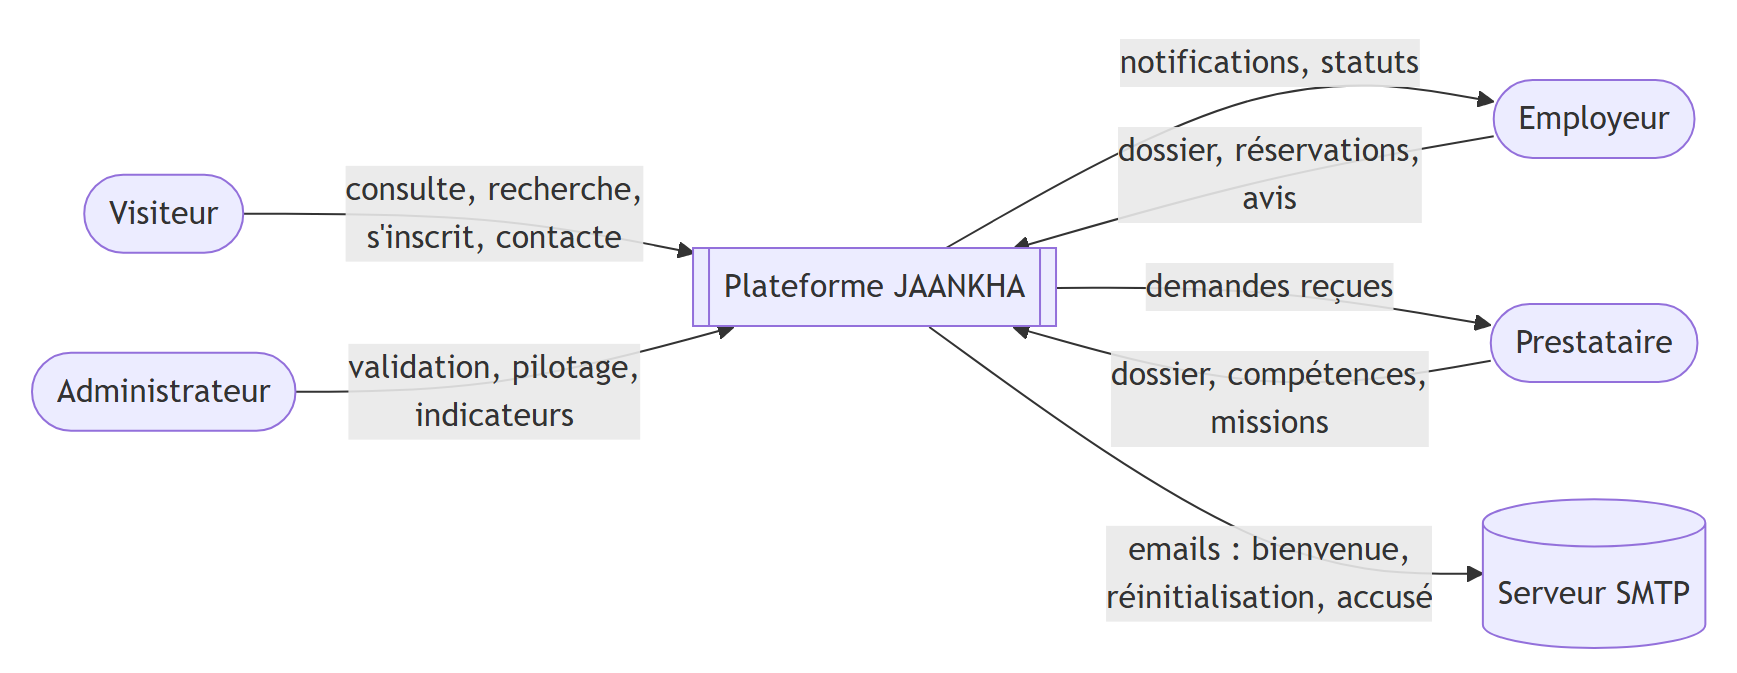 notifications, statuts
Employeur
dossier, réservations,
avis
Visiteur
consulte, recherche,
s'inscrit, contacte
Plateforme JAANKHA
demandes reçues
Prestataire
Administrateur
validation, pilotage,
indicateurs
dossier, compétences,
missions
emails : bienvenue,
réinitialisation, accusé
Serveur SMTP